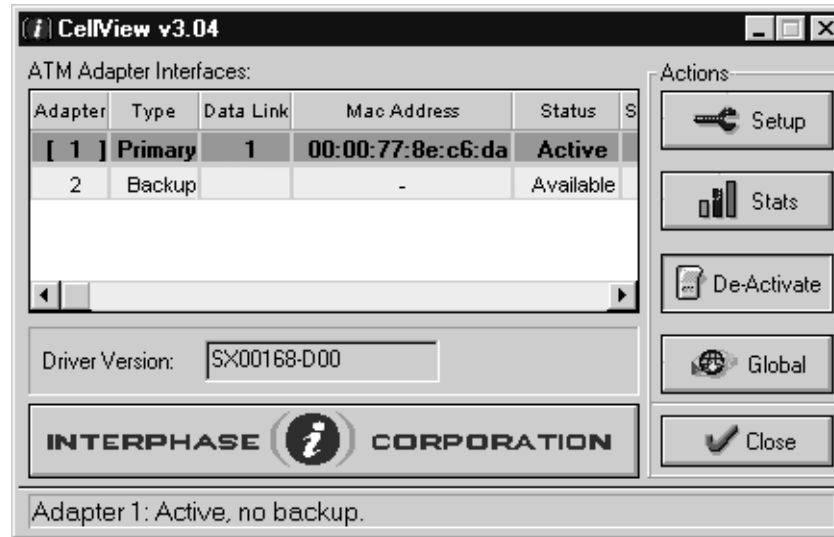 CellView v3.04
ATM Adapter Interfaces:
Adapter Type Data Link Mac Address Status S
[ 1 ] Primary 1 00:00:77:8e:c6:da Active
2 Backup - Available
Driver Version: SX00168-D00
INTERPHASE i CORPORATION
Actions
Setup
Stats
De-Activate
Global
Close
Adapter 1: Active, no backup.